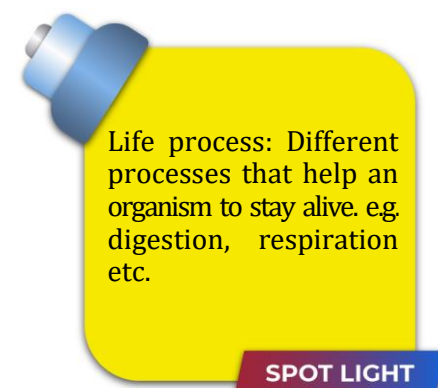 Life process: Different
processes that help an
organism to stay alive. e.g.
digestion, respiration
etc.
SPOT LIGHT